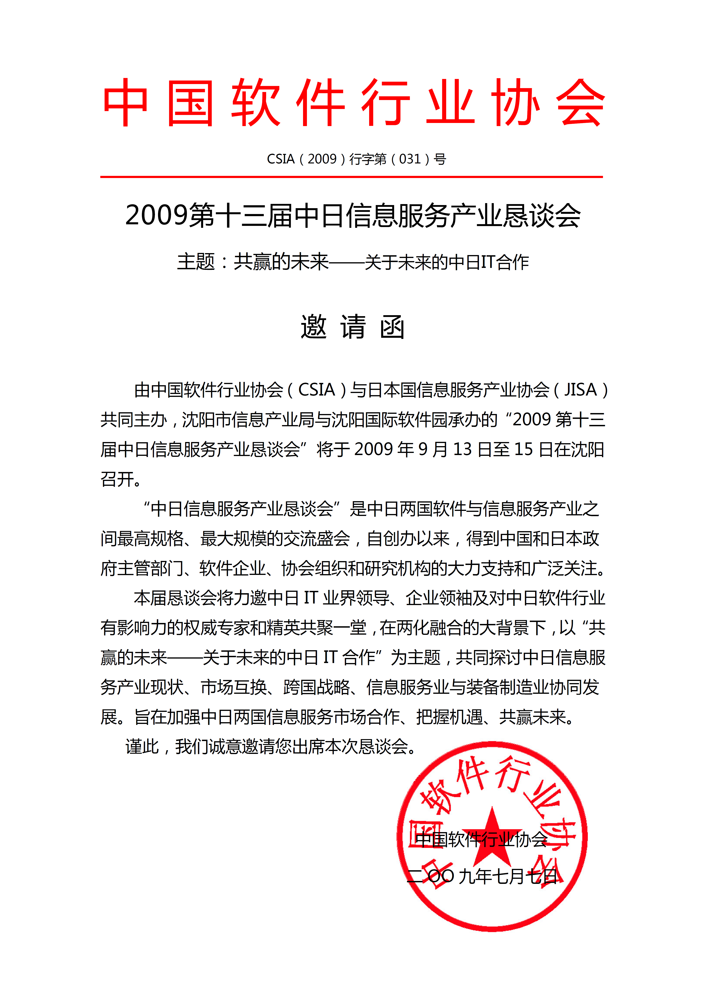 中国软件行业协会
CSIA（2009）行字第（031）号
2009第十三届中日信息服务产业恳谈会
主题：共赢的未来——关于未来的中日IT合作
邀请函
由中国软件行业协会（CSIA）与日本国信息服务产业协会（JISA）
共同主办，沈阳市信息产业局与沈阳国际软件园承办的“2009 第十三
届中日信息服务产业恳谈会”将于 2009 年 9 月 13 日至 15 日在沈阳
召开。
“中日信息服务产业恳谈会”是中日两国软件与信息服务产业之
间最高规格、最大规模的交流盛会，自创办以来，得到中国和日本政
府主管部门、软件企业、协会组织和研究机构的大力支持和广泛关注。
本届恳谈会将力邀中日 IT 业界领导、企业领袖及对中日软件行业
有影响力的权威专家和精英共聚一堂，在两化融合的大背景下，以“共
赢的未来——关于未来的中日 IT 合作”为主题，共同探讨中日信息服
务产业现状、市场互换、跨国战略、信息服务业与装备制造业协同发
展。旨在加强中日两国信息服务市场合作、把握机遇、共赢未来。
谨此，我们诚意邀请您出席本次恳谈会。
中国软件行业协会
中国软件行业协会
二〇〇九年七月七日